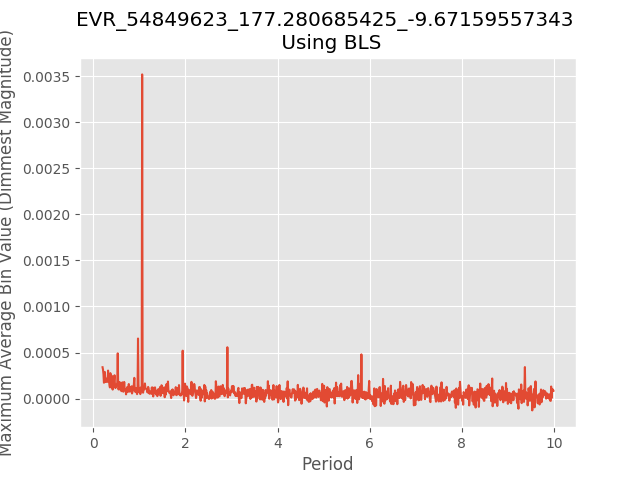 EVR_54849623_177.280685425_-9.67159557343
Using BLS
Maximum Average Bin Value (Dimmest Magnitude)
0.0035
0.0030
0.0025
0.0020
0.0015
0.0010
0.0005
0.0000
0 2 4 6 8 10
Period